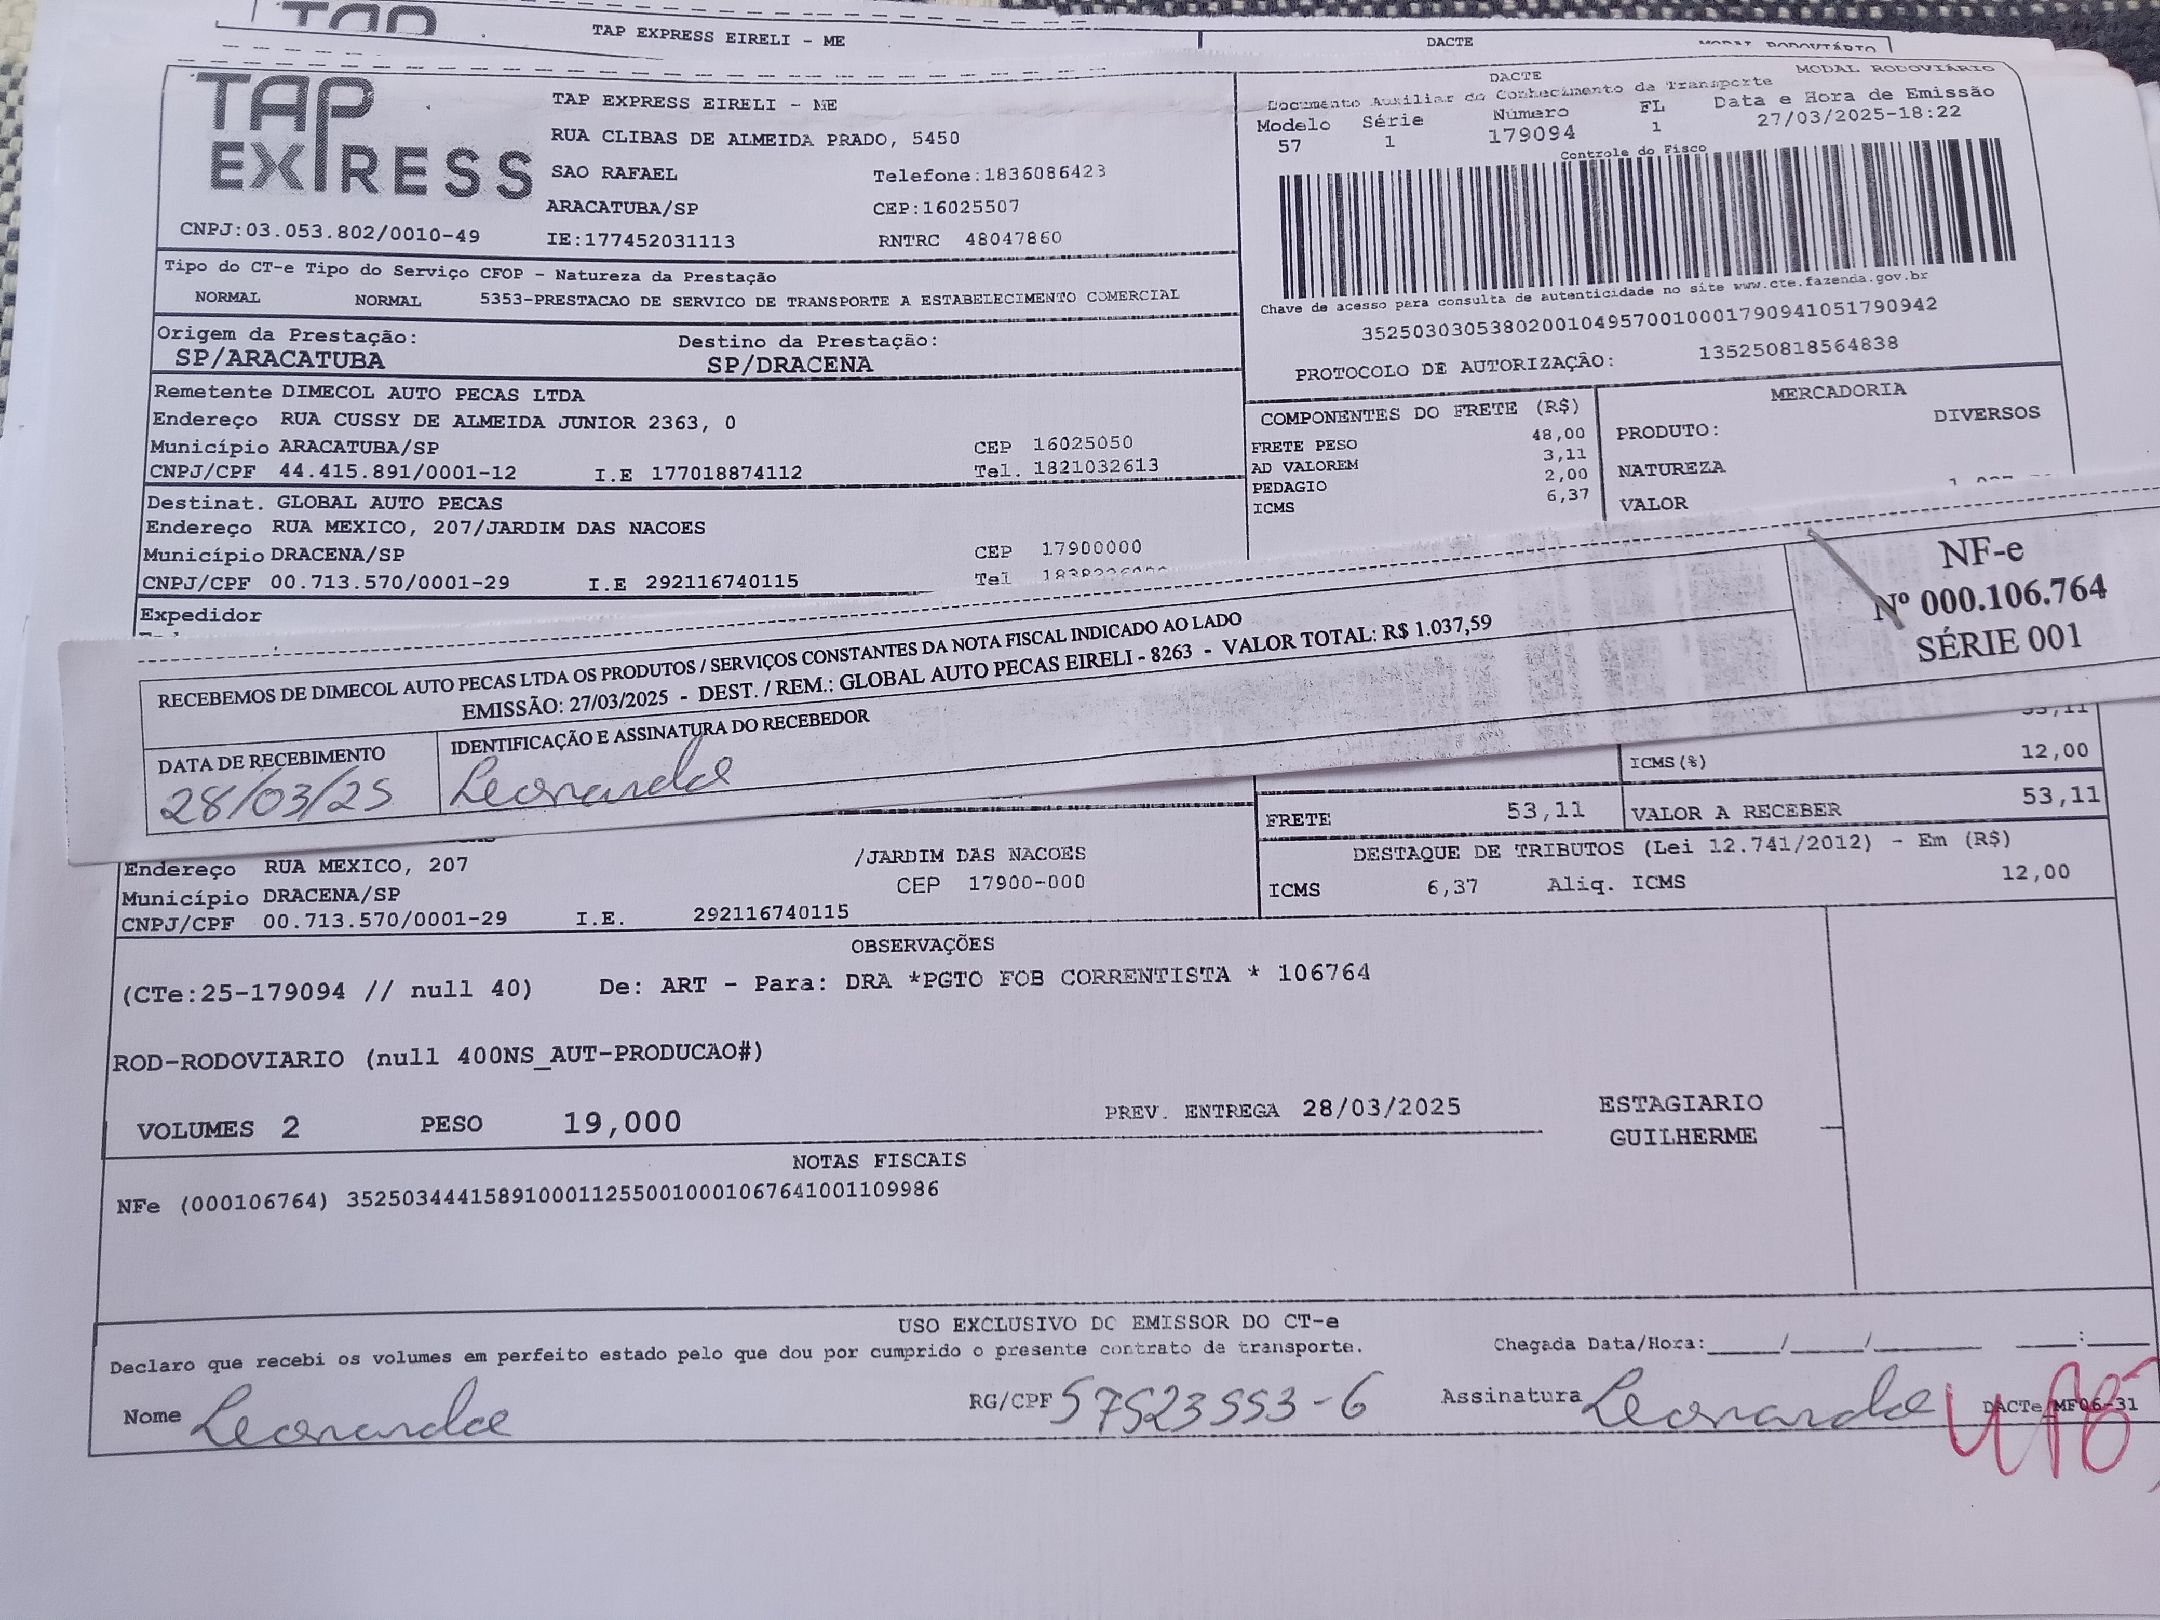 TAP EXPRESS EIRELI - ME
DACTE
MODAL RODOVIÁRIO
TAP EXPRESS
TAP EXPRESS EIRELI - ME
RUA CLIBAS DE ALMEIDA PRADO, 5450
SAO RAFAEL Telefone:1836086423
ARACATUBA/SP CEP:16025507
CNPJ:03.053.802/0010-49 IE:177452031113 RNTRC 48047860
DACTE MODAL RODOVIÁRIO
Documento Auxiliar do Conhecimento da Transporte
Modelo Série Número FL Data e Hora de Emissão
57 1 179094 1 27/03/2025-18:22
Controle do Fisco
Chave de acesso para consulta de autenticidade no site www.cte.fazenda.gov.br
35250303053802001049570010001790941051790942
PROTOCOLO DE AUTORIZAÇÃO: 135250818564838
Tipo do CT-e Tipo do Serviço CFOP - Natureza da Prestação
NORMAL NORMAL 5353-PRESTACAO DE SERVICO DE TRANSPORTE A ESTABELECIMENTO COMERCIAL
Origem da Prestação: Destino da Prestação:
SP/ARACATUBA SP/DRACENA
Remetente DIMECOL AUTO PECAS LTDA
Endereço RUA CUSSY DE ALMEIDA JUNIOR 2363, 0
Município ARACATUBA/SP CEP 16025050
CNPJ/CPF 44.415.891/0001-12 I.E 177018874112 Tel. 1821032613
Destinat. GLOBAL AUTO PECAS
Endereço RUA MEXICO, 207/JARDIM DAS NACOES
Município DRACENA/SP CEP 17900000
CNPJ/CPF 00.713.570/0001-29 I.E 292116740115 Tel
Expedidor
COMPONENTES DO FRETE (R$)
FRETE PESO 48,00
AD VALOREM 3,11
PEDAGIO 2,00
ICMS 6,37
MERCADORIA
PRODUTO: DIVERSOS
NATUREZA
VALOR
RECEBEMOS DE DIMECOL AUTO PECAS LTDA OS PRODUTOS / SERVIÇOS CONSTANTES DA NOTA FISCAL INDICADO AO LADO
EMISSÃO: 27/03/2025 - DEST. / REM.: GLOBAL AUTO PECAS EIRELI - 8263 - VALOR TOTAL: R$ 1.037,59
DATA DE RECEBIMENTO IDENTIFICAÇÃO E ASSINATURA DO RECEBEDOR
28/03/25 Leonardo
NF-e
Nº 000.106.764
SÉRIE 001
53,11
ICMS(%) 12,00
FRETE 53,11 VALOR A RECEBER 53,11
DESTAQUE DE TRIBUTOS (Lei 12.741/2012) - Em (R$)
ICMS 6,37 Aliq. ICMS 12,00
Endereço RUA MEXICO, 207 /JARDIM DAS NACOES
Município DRACENA/SP CEP 17900-000
CNPJ/CPF 00.713.570/0001-29 I.E. 292116740115
OBSERVAÇÕES
(CTe:25-179094 // null 40) De: ART - Para: DRA *PGTO FOB CORRENTISTA * 106764
ROD-RODOVIARIO (null 400NS_AUT-PRODUCAO#)
VOLUMES 2 PESO 19,000 PREV. ENTREGA 28/03/2025 ESTAGIARIO
GUILHERME
NOTAS FISCAIS
NFe (000106764) 35250344415891000112550010001067641001109986
USO EXCLUSIVO DO EMISSOR DO CT-e
Declaro que recebi os volumes em perfeito estado pelo que dou por cumprido o presente contrato de transporte. Chegada Data/Hora:____/____/______ ___:___
Nome Leonardo RG/CPF 57523553-6 Assinatura Leonardo DACTe_MF06-31